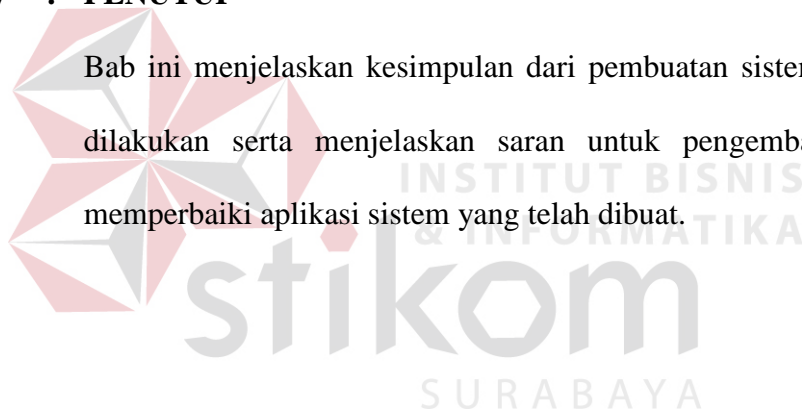 : PENUTUP
Bab ini menjelaskan kesimpulan dari pembuatan
dilakukan serta menjelaskan saran untuk
memperbaiki aplikasi sistem yang telah dibuat.
INSTITUT BISNIS
& INFORMATIKA
stikom
SURABAYA